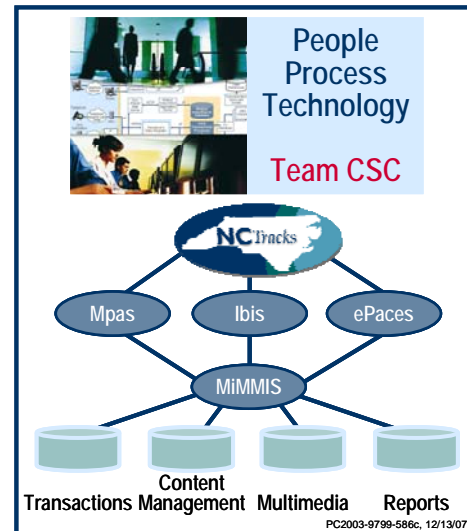 People
Process
Technology
Team CSC
NCTracks
Mpas
Ibis
ePaces
MiMMIS
Transactions
Content
Management
Multimedia
Reports
PC2003-9799-586c, 12/13/07